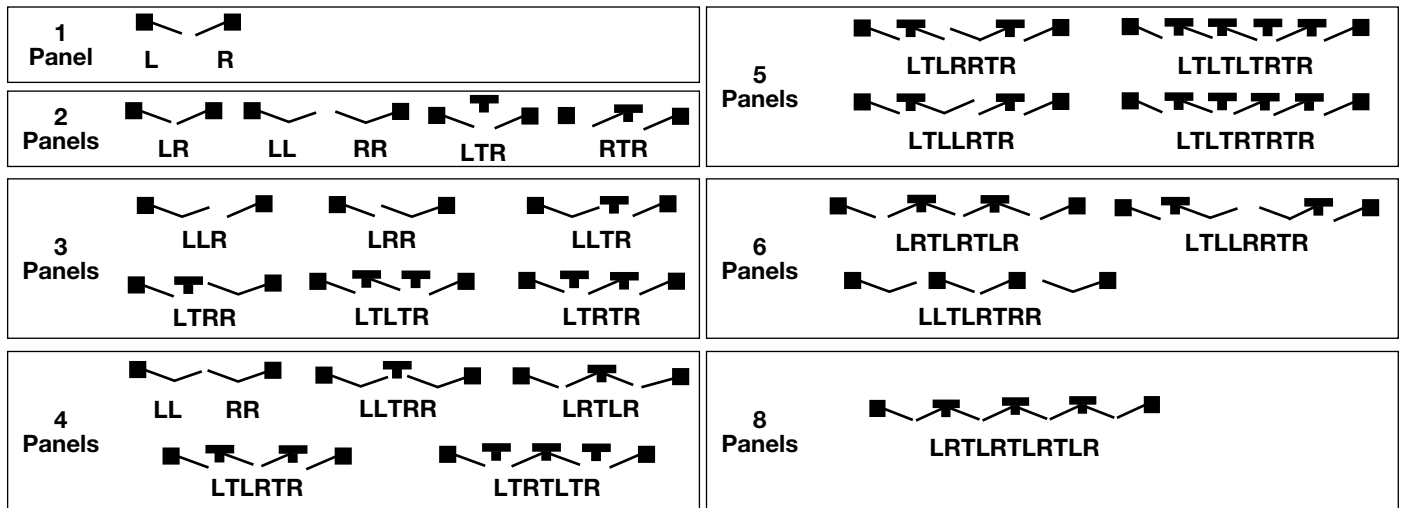 1
Panel
L R
2
Panels
LR LL RR LTR RTR
3
Panels
LLR LRR LLTR
LTRR LTLTR LTRTR
4
Panels
LL RR LLTRR LRTLR
LTLRTR LTRTLTR
5
Panels
LTLRRTR LTLTLTRTR
LTLLRTR LTLTRTRTR
6
Panels
LRTLRTLR LTLLRRTR
LLTLRTRR
8
Panels
LRTLRTLRTLR